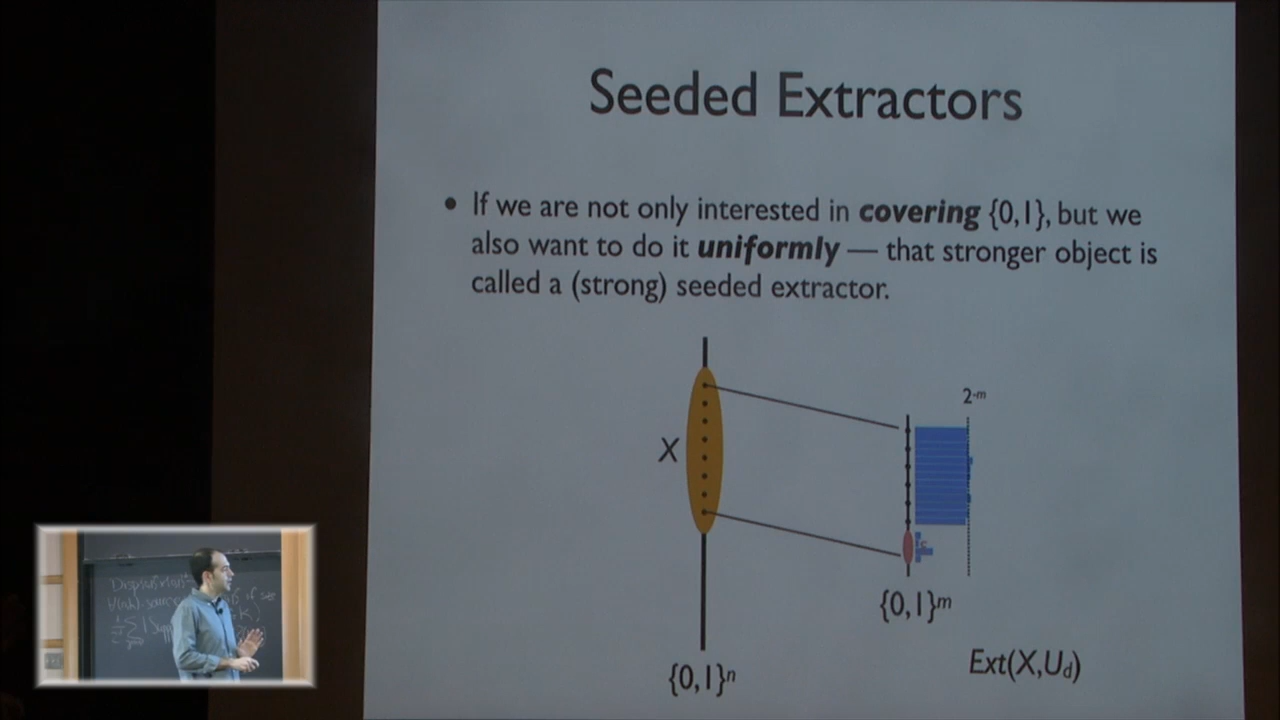 Seeded Extractors
• If we are not only interested in covering {0,1}, but we
also want to do it uniformly — that stronger object is
called a (strong) seeded extractor.
2-m
X
{0,1}m
Ext(X,Ud)
{0,1}n